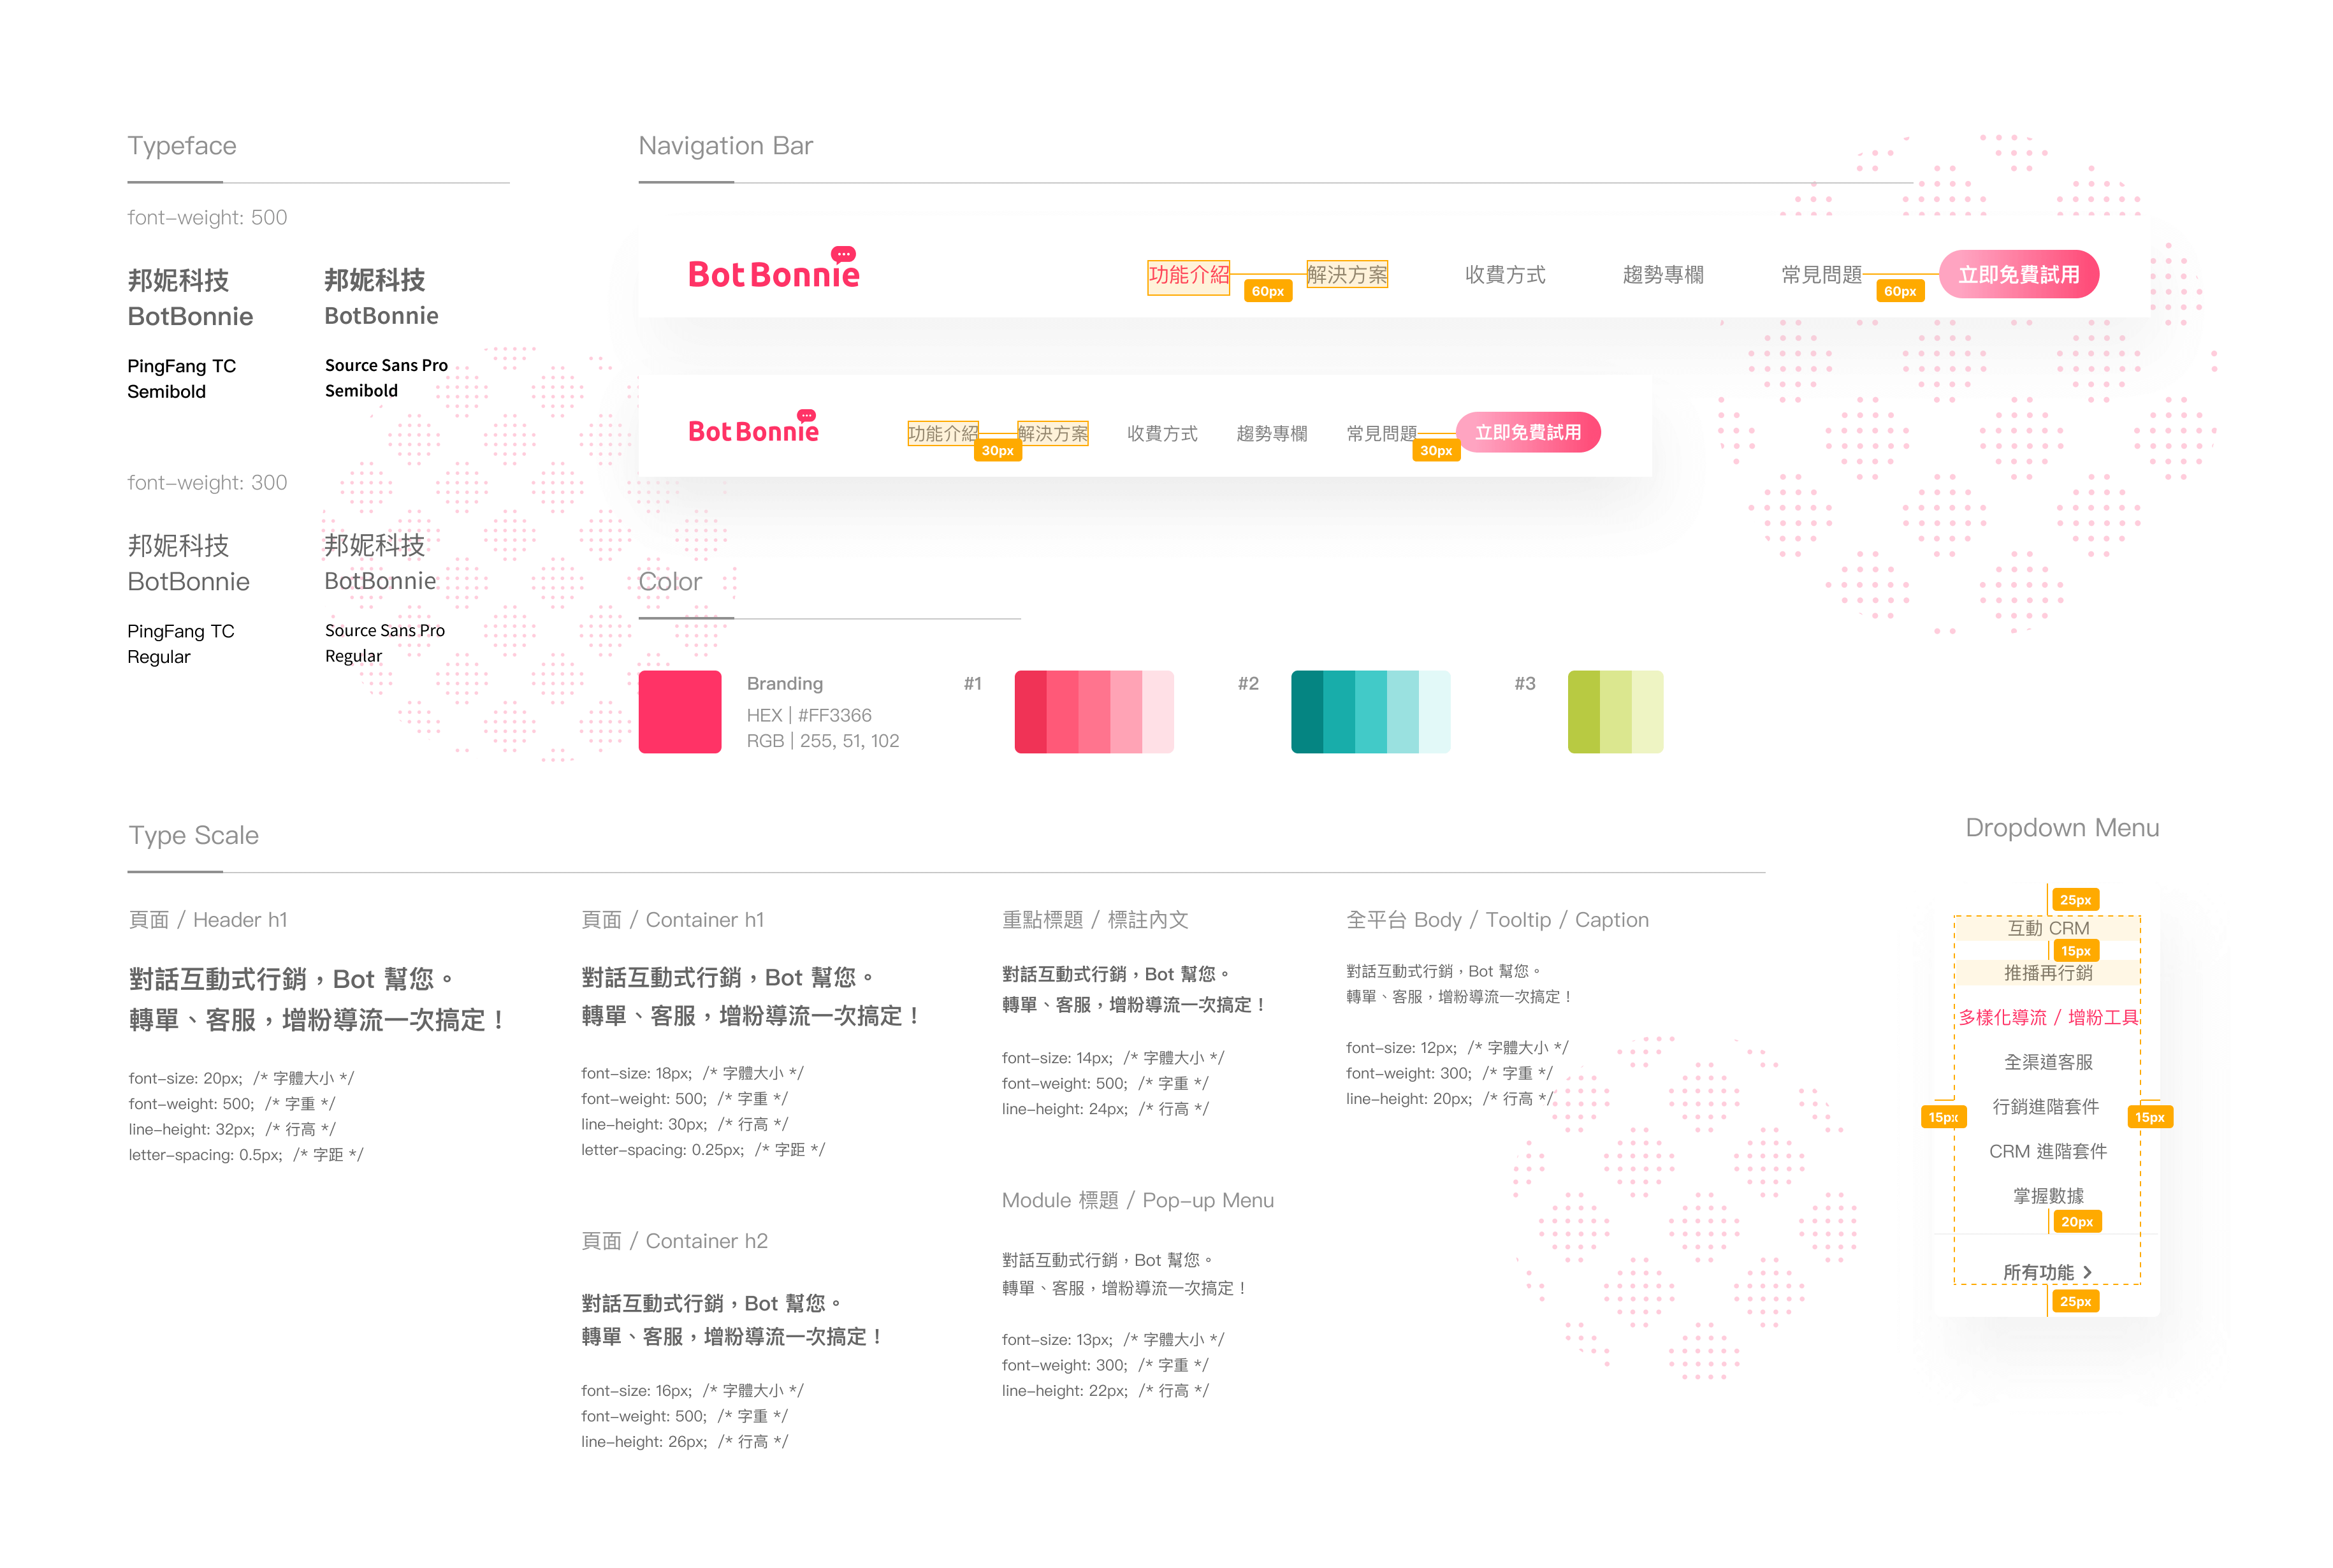 Typeface
font-weight: 500
邦妮科技
BotBonnie
PingFang TC
Semibold
邦妮科技
BotBonnie
Source Sans Pro
Semibold
font-weight: 300
邦妮科技
BotBonnie
PingFang TC
Regular
邦妮科技
BotBonnie
Source Sans Pro
Regular
Navigation Bar
Bot Bonnie
功能介紹
60px
解決方案
收費方式
趨勢專欄
常見問題
60px
立即免費試用
Bot Bonnie
功能介紹
30px
解決方案
收費方式
趨勢專欄
常見問題
30px
立即免費試用
Color
Branding
HEX | #FF3366
RGB | 255, 51, 102
#1
#2
#3
Type Scale
頁面 / Header h1
對話互動式行銷，Bot 幫您。
轉單、客服，增粉導流一次搞定！
font-size: 20px; /* 字體大小 */
font-weight: 500; /* 字重 */
line-height: 32px; /* 行高 */
letter-spacing: 0.5px; /* 字距 */
頁面 / Container h1
對話互動式行銷，Bot 幫您。
轉單、客服，增粉導流一次搞定！
font-size: 18px; /* 字體大小 */
font-weight: 500; /* 字重 */
line-height: 30px; /* 行高 */
letter-spacing: 0.25px; /* 字距 */
頁面 / Container h2
對話互動式行銷，Bot 幫您。
轉單、客服，增粉導流一次搞定！
font-size: 16px; /* 字體大小 */
font-weight: 500; /* 字重 */
line-height: 26px; /* 行高 */
重點標題 / 標註內文
對話互動式行銷，Bot 幫您。
轉單、客服，增粉導流一次搞定！
font-size: 14px; /* 字體大小 */
font-weight: 500; /* 字重 */
line-height: 24px; /* 行高 */
Module 標題 / Pop-up Menu
對話互動式行銷，Bot 幫您。
轉單、客服，增粉導流一次搞定！
font-size: 13px; /* 字體大小 */
font-weight: 300; /* 字重 */
line-height: 22px; /* 行高 */
全平台 Body / Tooltip / Caption
對話互動式行銷，Bot 幫您。
轉單、客服，增粉導流一次搞定！
font-size: 12px; /* 字體大小 */
font-weight: 300; /* 字重 */
line-height: 20px; /* 行高 */
Dropdown Menu
25px
互動 CRM
15px
推播再行銷
多樣化導流 / 增粉工具
全渠道客服
行銷進階套件
15px
15px
CRM 進階套件
掌握數據
20px
所有功能 >
25px